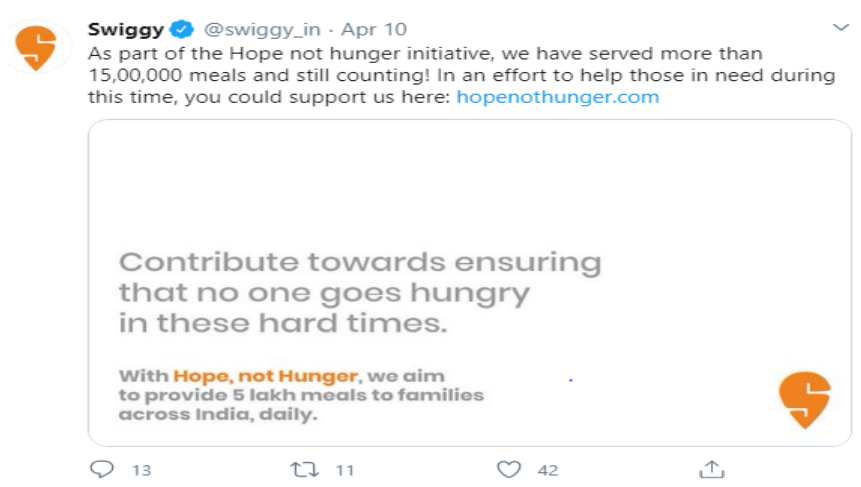 Swiggy @swiggy_in · Apr 10
As part of the Hope not hunger initiative, we have served more than
15,00,000 meals and still counting! In an effort to help those in need during
this time, you could support us here: hopenothunger.com
Contribute towards ensuring
that no one goes hungry
in these hard times.
With Hope, not Hunger, we aim
to provide 5 lakh meals to families
across India, daily.
13 11 42